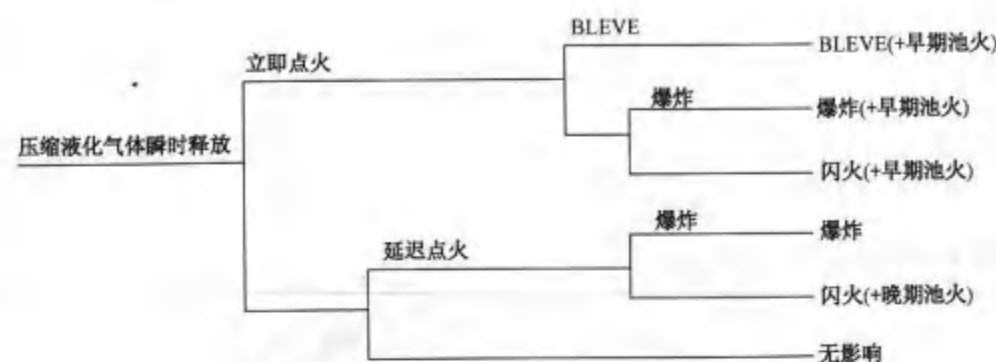 BLEVE
BLEVE(+早期池火)
立即点火
爆炸
爆炸(+早期池火)
压缩液化气体瞬时释放
闪火(+早期池火)
爆炸
爆炸
延迟点火
闪火(+晚期池火)
无影响